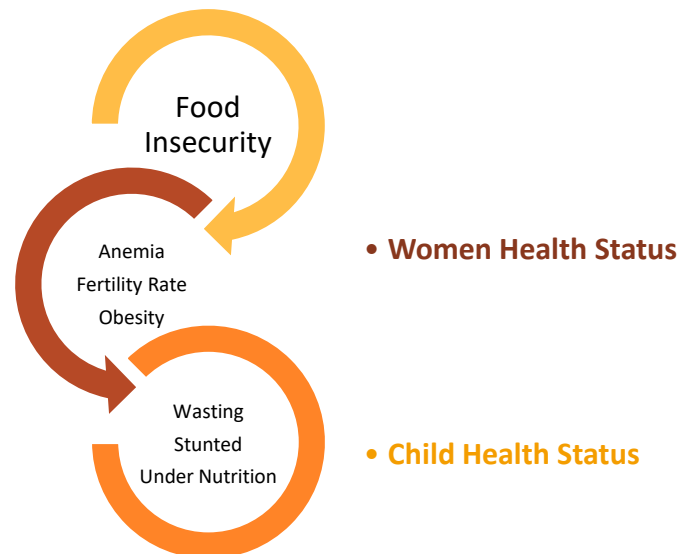 Food
Insecurity
Anemia
Fertility Rate
Obesity
• Women Health Status
Wasting
Stunted
Under Nutrition
• Child Health Status